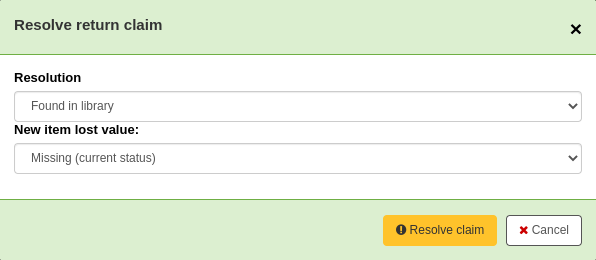 Resolve return claim
Resolution
Found in library
New item lost value:
Missing (current status)
Resolve claim
Cancel